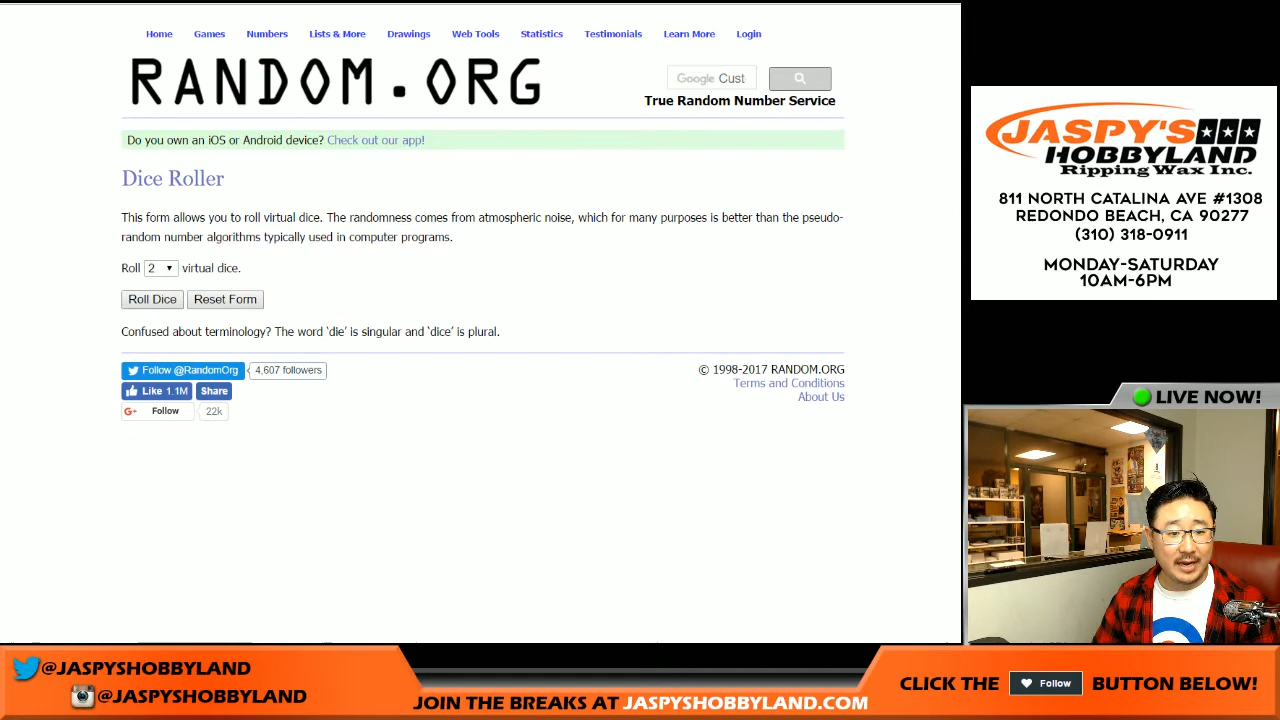 Home Games Numbers Lists & More Drawings Web Tools Statistics Testimonials Learn More Login
RANDOM.ORG
Google Cust
True Random Number Service
Do you own an iOS or Android device? Check out our app!
Dice Roller
This form allows you to roll virtual dice. The randomness comes from atmospheric noise, which for many purposes is better than the pseudo-
random number algorithms typically used in computer programs.
Roll 2 virtual dice.
Roll Dice Reset Form
Confused about terminology? The word ‘die’ is singular and ‘dice’ is plural.
Follow @RandomOrg 4,607 followers
Like 1.1M Share
G+ Follow 22k
© 1998-2017 RANDOM.ORG
Terms and Conditions
About Us
JASPY'S
HOBBYLAND
Ripping Wax Inc.
811 NORTH CATALINA AVE #1308
REDONDO BEACH, CA 90277
(310) 318-0911
MONDAY-SATURDAY
10AM-6PM
LIVE NOW!
@JASPYSHOBBYLAND
@JASPYSHOBBYLAND
JOIN THE BREAKS AT JASPYSHOBBYLAND.COM
CLICK THE Follow BUTTON BELOW!